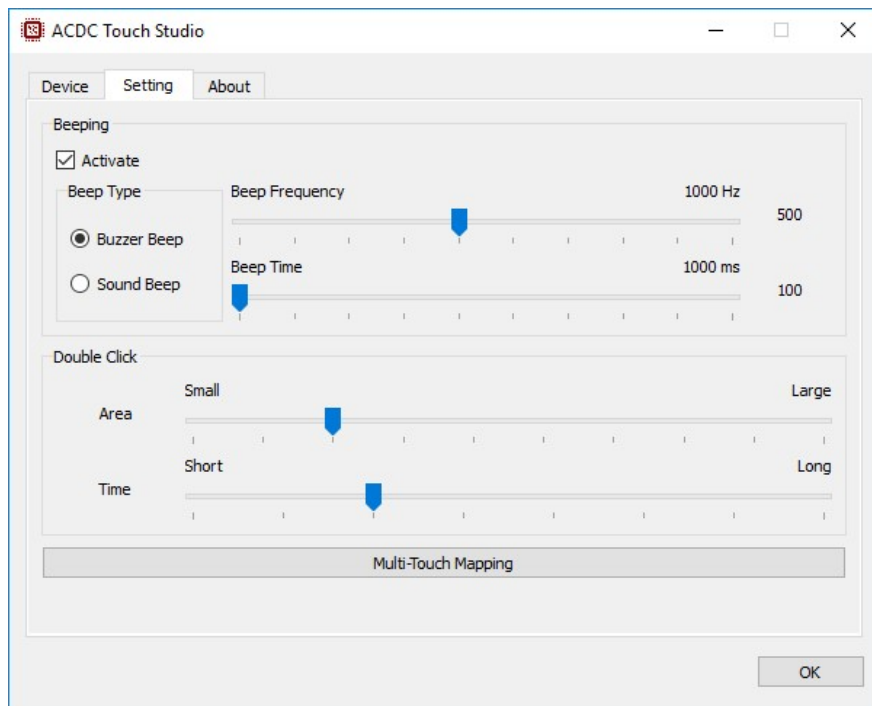 ACDC Touch Studio
Device Setting About
Beeping
Activate
Beep Type
Buzzer Beep
Sound Beep
Beep Frequency 1000 Hz
500
Beep Time 1000 ms
100
Double Click
Small Large
Area
Short Long
Time
Multi-Touch Mapping
OK